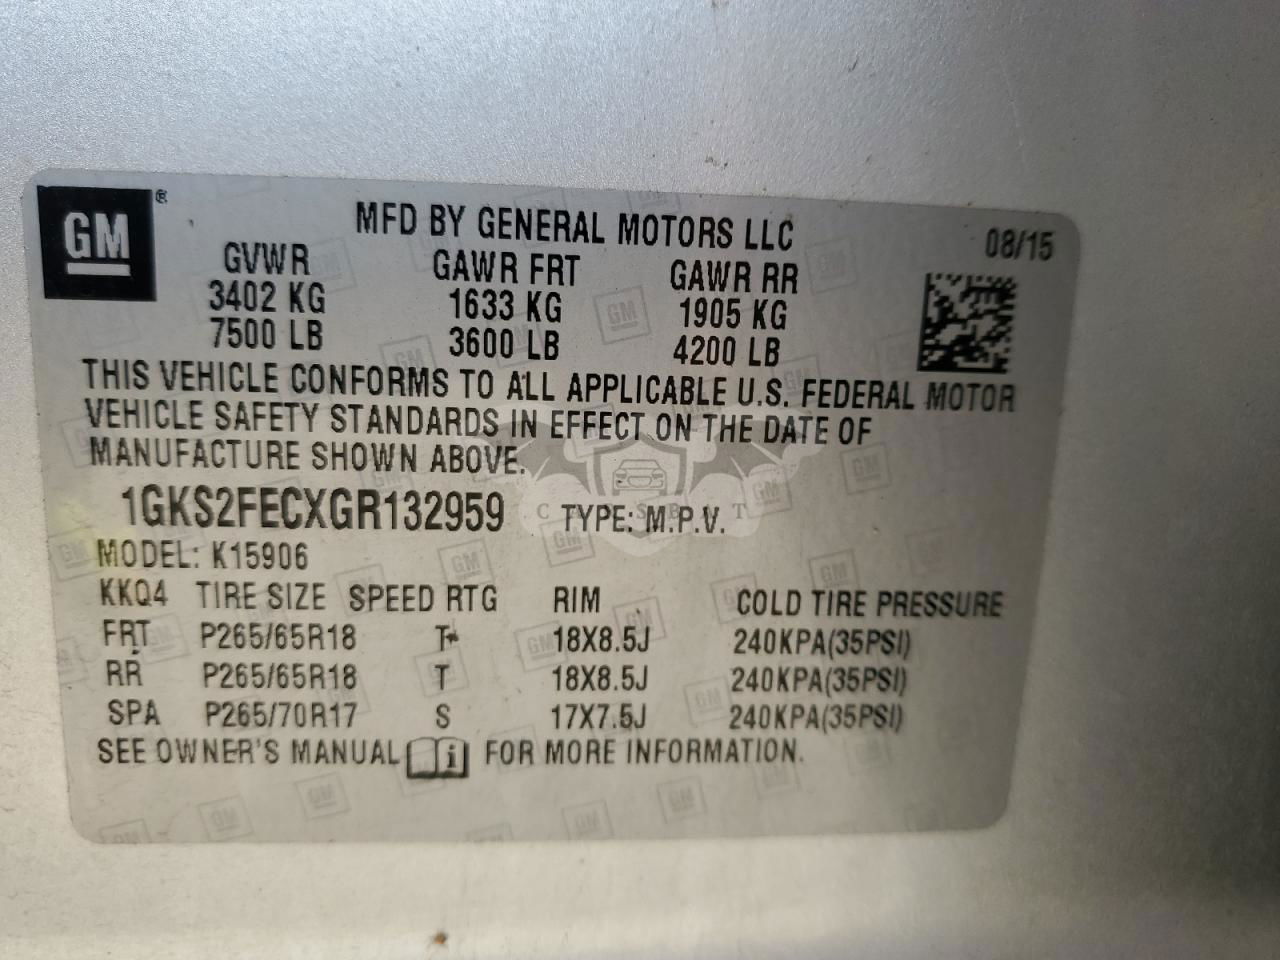 GM ®
MFD BY GENERAL MOTORS LLC 08/15
GVWR GAWR FRT GAWR RR
3402 KG 1633 KG 1905 KG
7500 LB 3600 LB 4200 LB
THIS VEHICLE CONFORMS TO ALL APPLICABLE U.S. FEDERAL MOTOR
VEHICLE SAFETY STANDARDS IN EFFECT ON THE DATE OF
MANUFACTURE SHOWN ABOVE.
1GKS2FECXGR132959 TYPE: M.P.V.
MODEL: K15906
KKQ4 TIRE SIZE SPEED RTG RIM COLD TIRE PRESSURE
FRT P265/65R18 T 18X8.5J 240KPA(35PSI)
RR P265/65R18 T 18X8.5J 240KPA(35PSI)
SPA P265/70R17 S 17X7.5J 240KPA(35PSI)
SEE OWNER'S MANUAL i FOR MORE INFORMATION.